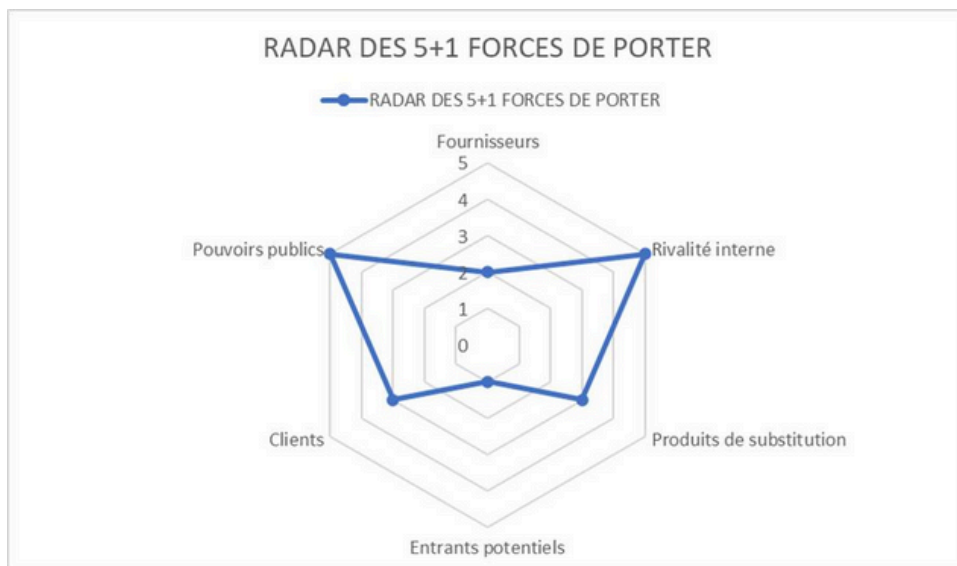 RADAR DES 5+1 FORCES DE PORTER
RADAR DES 5+1 FORCES DE PORTER
Fournisseurs
5
4
3
2
1
0
Pouvoirs publics
Rivalité interne
Clients
Produits de substitution
Entrants potentiels